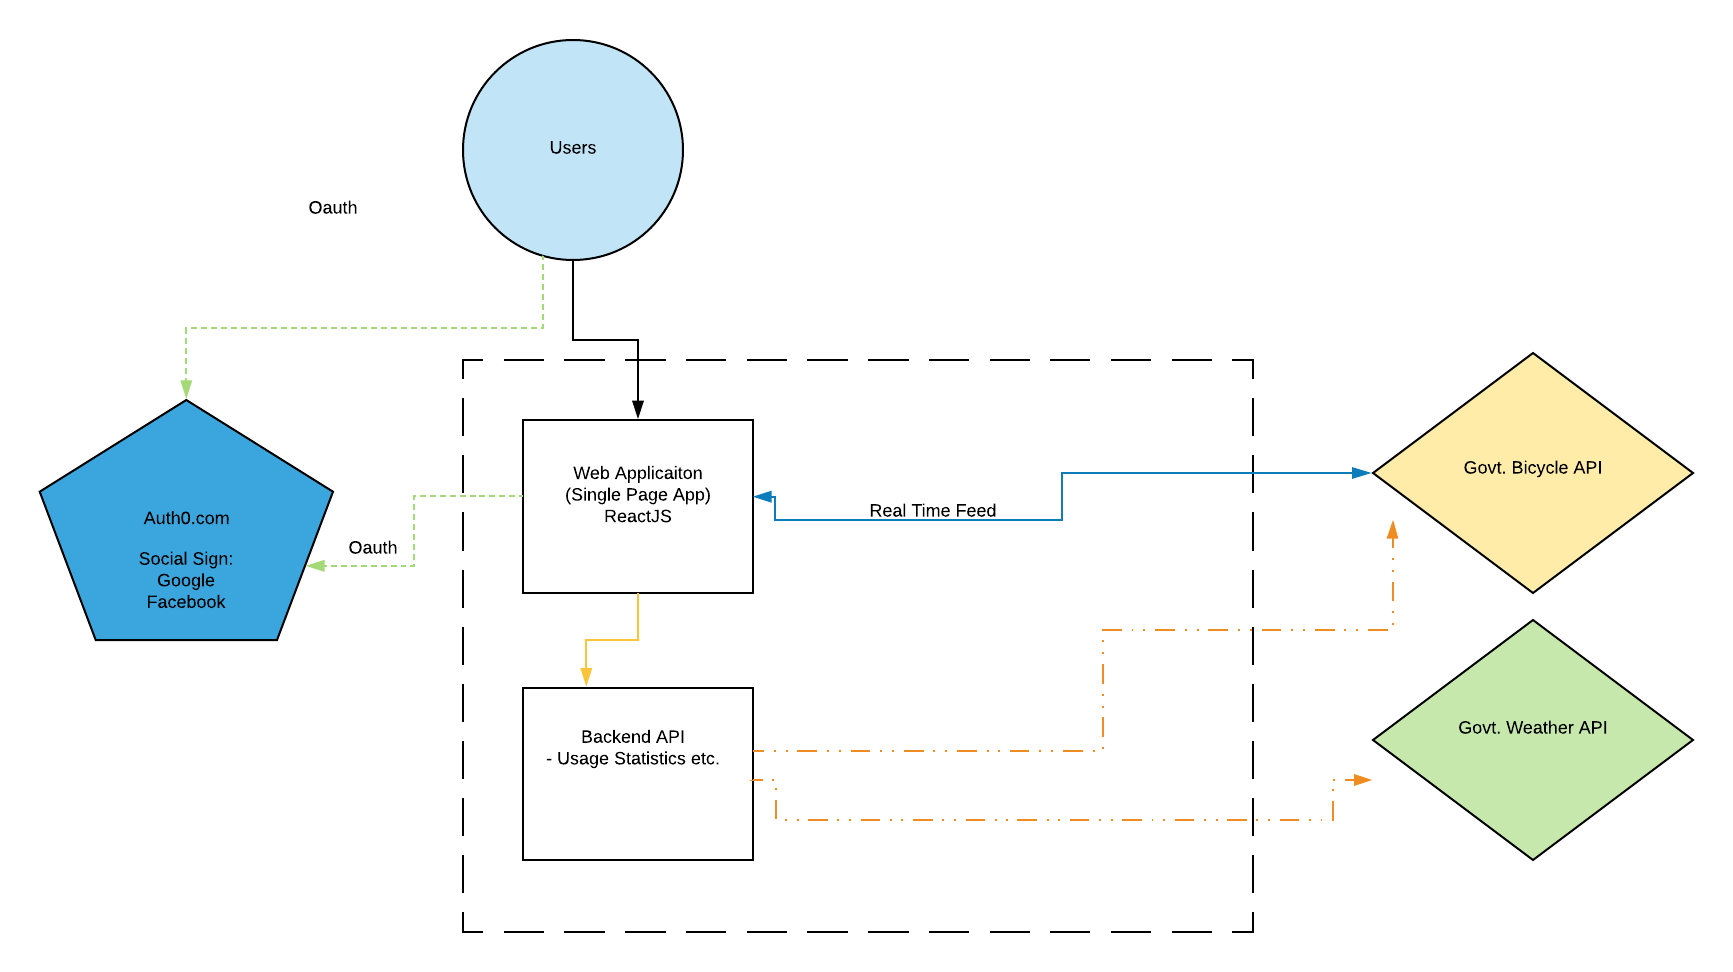 Users
Oauth
Web Applicaiton
(Single Page App)
ReactJS
Govt. Bicycle API
Real Time Feed
Auth0.com
Social Sign:
Google
Facebook
Oauth
Backend API
- Usage Statistics etc.
Govt. Weather API